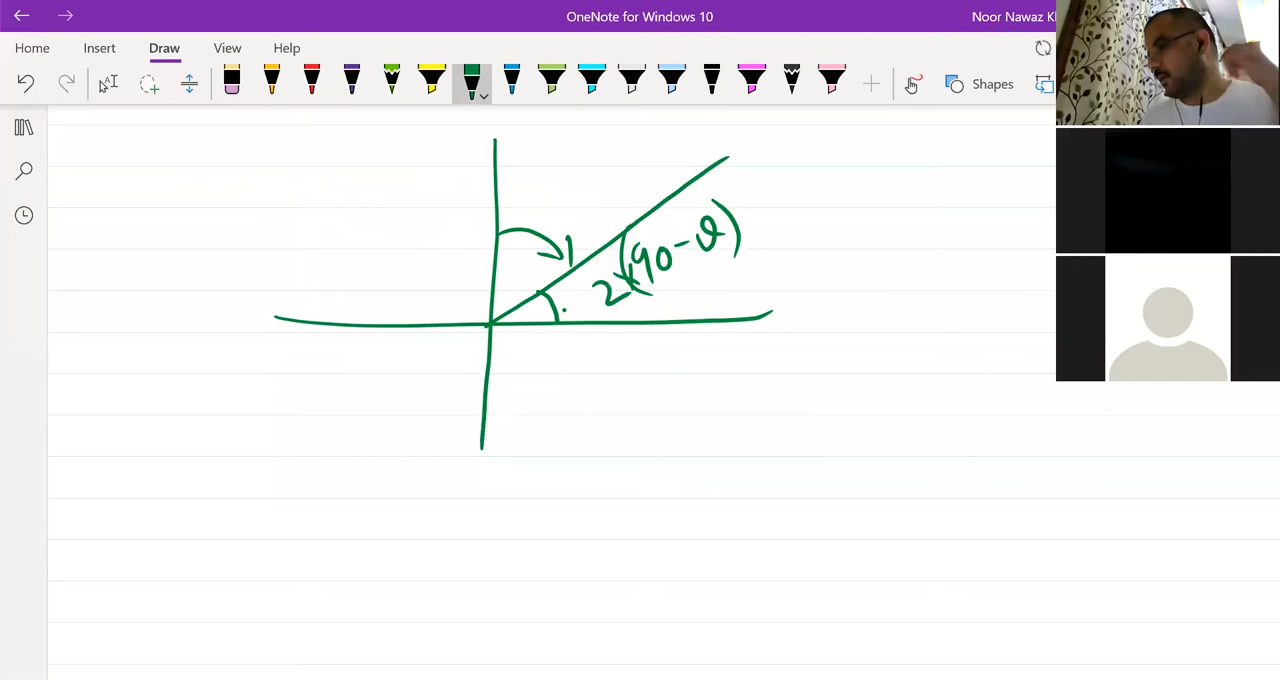 OneNote for Windows 10
Noor Nawaz Kl
Home Insert Draw View Help
Shapes
1
2(90-θ)